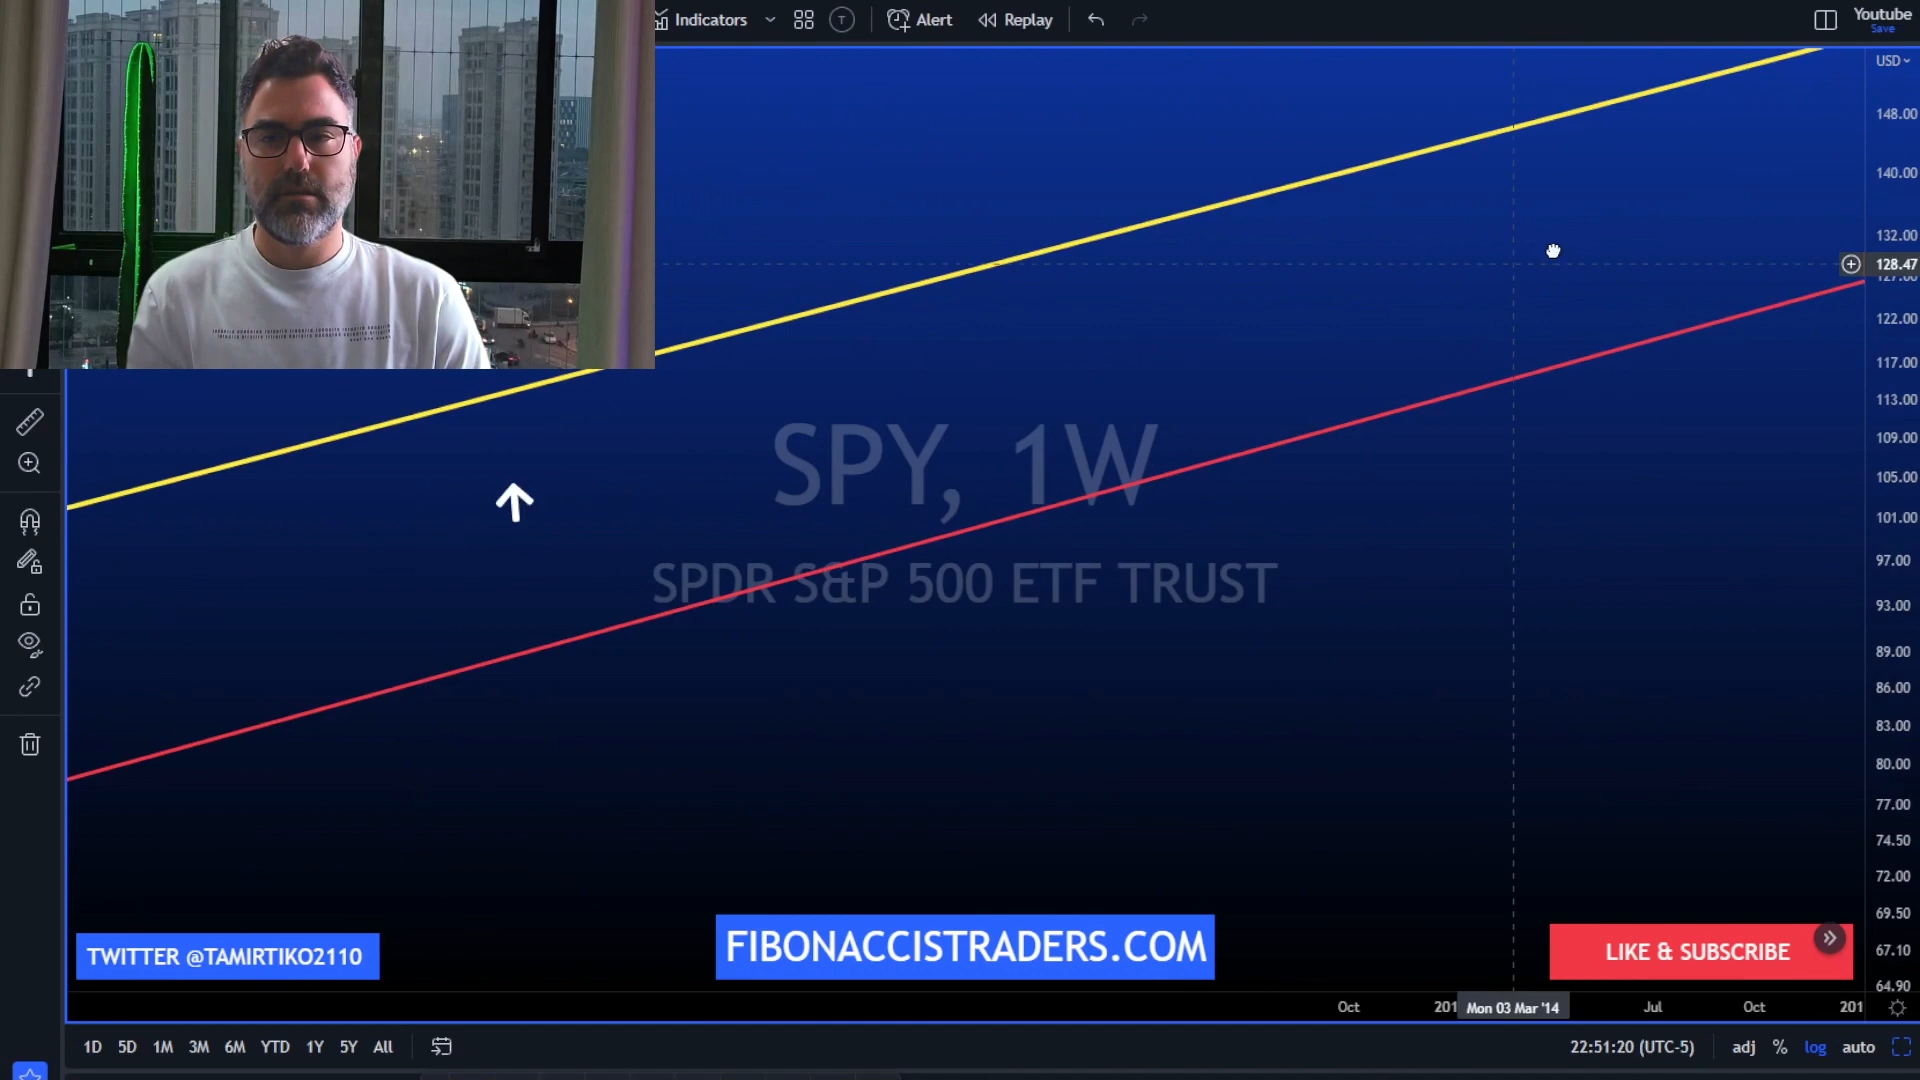 Indicators
T
Alert
Replay
Youtube
Save
USD
148.00
140.00
132.00
128.47
122.00
117.00
113.00
109.00
105.00
101.00
97.00
93.00
89.00
86.00
83.00
80.00
77.00
74.50
72.00
69.50
67.10
64.90
SPY, 1W
SPDR S&P 500 ETF TRUST
TWITTER @TAMIRTIKO2110
FIBONACCISTRADERS.COM
LIKE & SUBSCRIBE
Oct
201
Mon 03 Mar '14
Jul
Oct
201
1D 5D 1M 3M 6M YTD 1Y 5Y All
22:51:20 (UTC-5)
adj % log auto